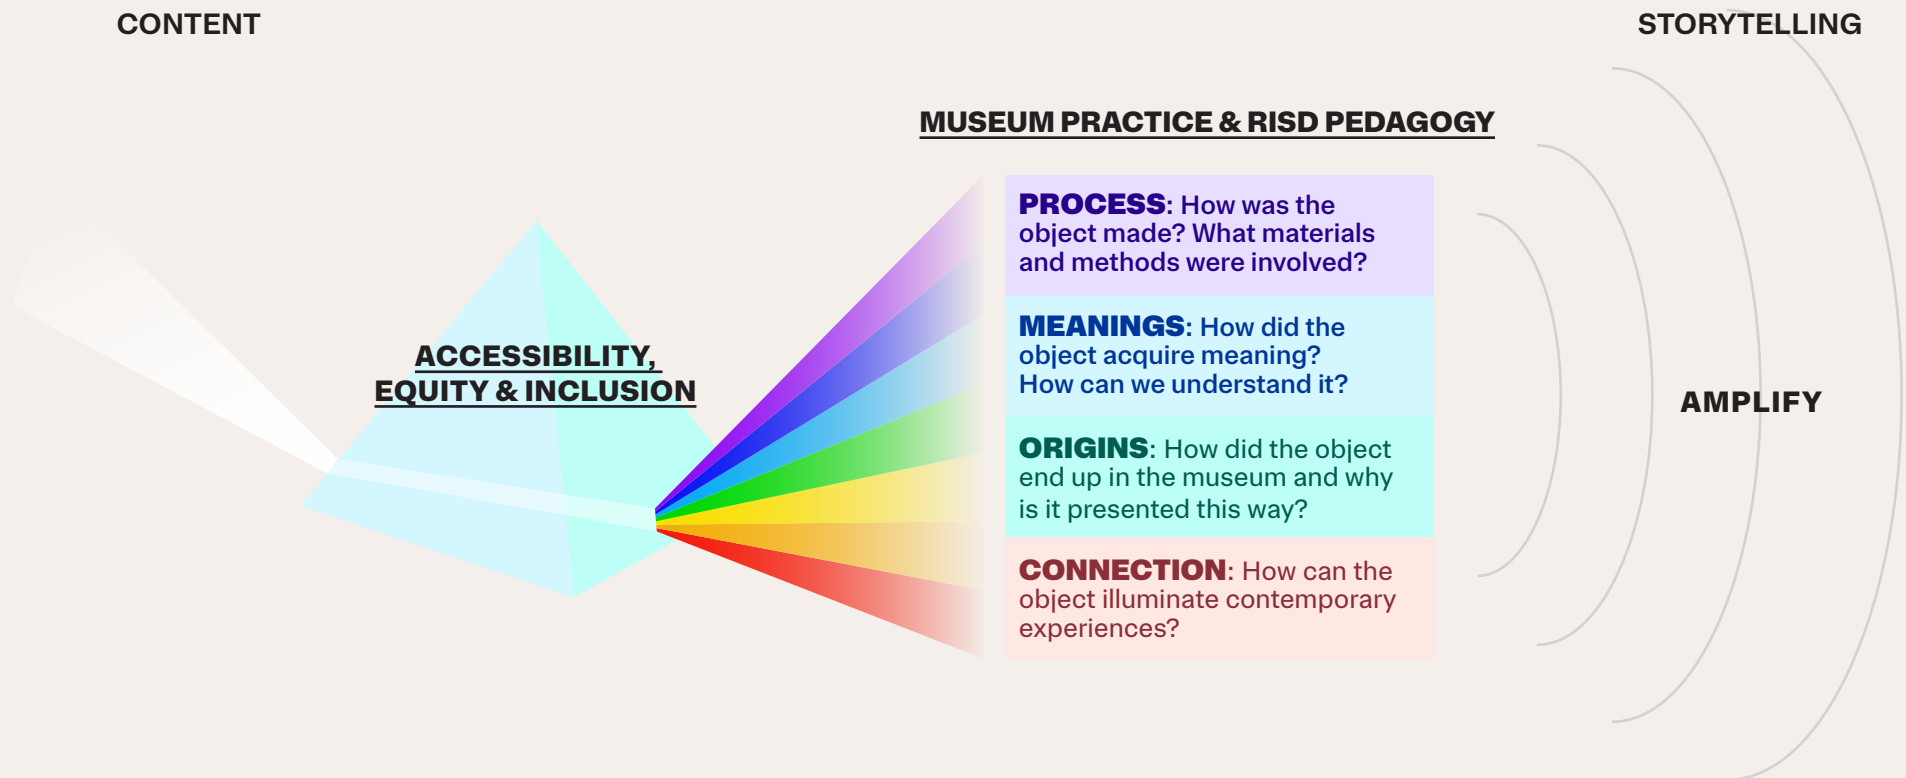 CONTENT
STORYTELLING
MUSEUM PRACTICE & RISD PEDAGOGY
ACCESSIBILITY,
EQUITY & INCLUSION
PROCESS: How was the
object made? What materials
and methods were involved?
MEANINGS: How did the
object acquire meaning?
How can we understand it?
ORIGINS: How did the object
end up in the museum and why
is it presented this way?
CONNECTION: How can the
object illuminate contemporary
experiences?
AMPLIFY